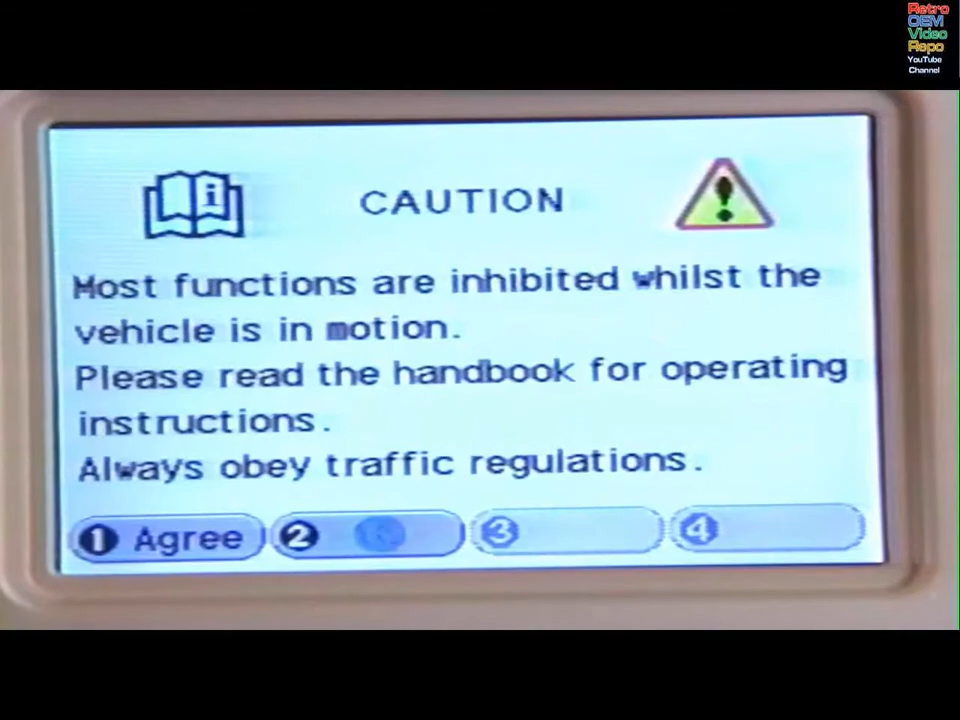 Retro
OEM
Video
Repo
YouTube
Channel
i CAUTION !
Most functions are inhibited whilst the
vehicle is in motion.
Please read the handbook for operating
instructions.
Always obey traffic regulations.
1 Agree 2 3 4